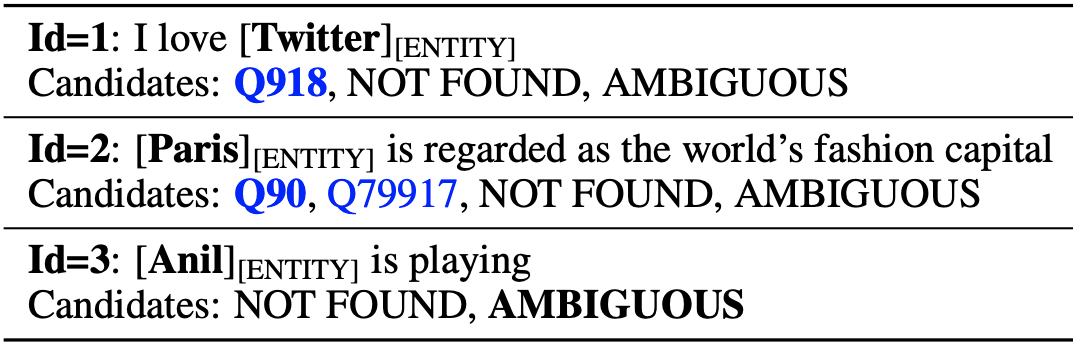 Id=1: I love [Twitter][ENTITY]
Candidates: Q918, NOT FOUND, AMBIGUOUS
Id=2: [Paris][ENTITY] is regarded as the world’s fashion capital
Candidates: Q90, Q79917, NOT FOUND, AMBIGUOUS
Id=3: [Anil][ENTITY] is playing
Candidates: NOT FOUND, AMBIGUOUS